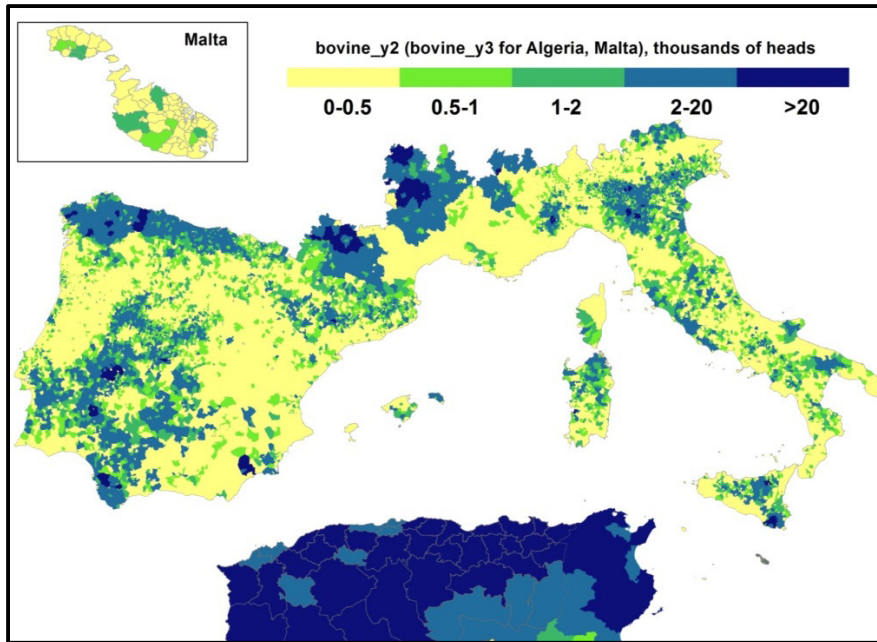 Malta
bovine_y2 (bovine_y3 for Algeria, Malta), thousands of heads
0-0.5 0.5-1 1-2 2-20 >20